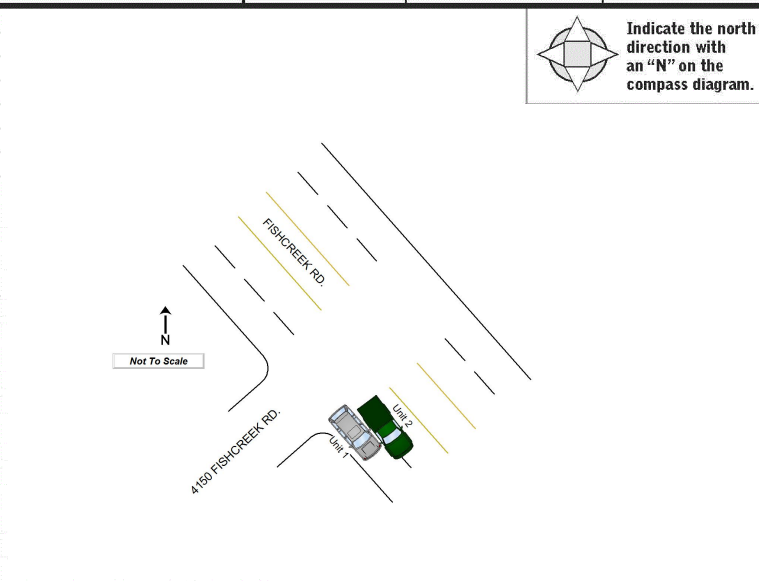 Indicate the north
direction with
an “N” on the
compass diagram.
FISHCREEK RD.
N
Not To Scale
Unit 2
Unit 1
4150 FISHCREEK RD.